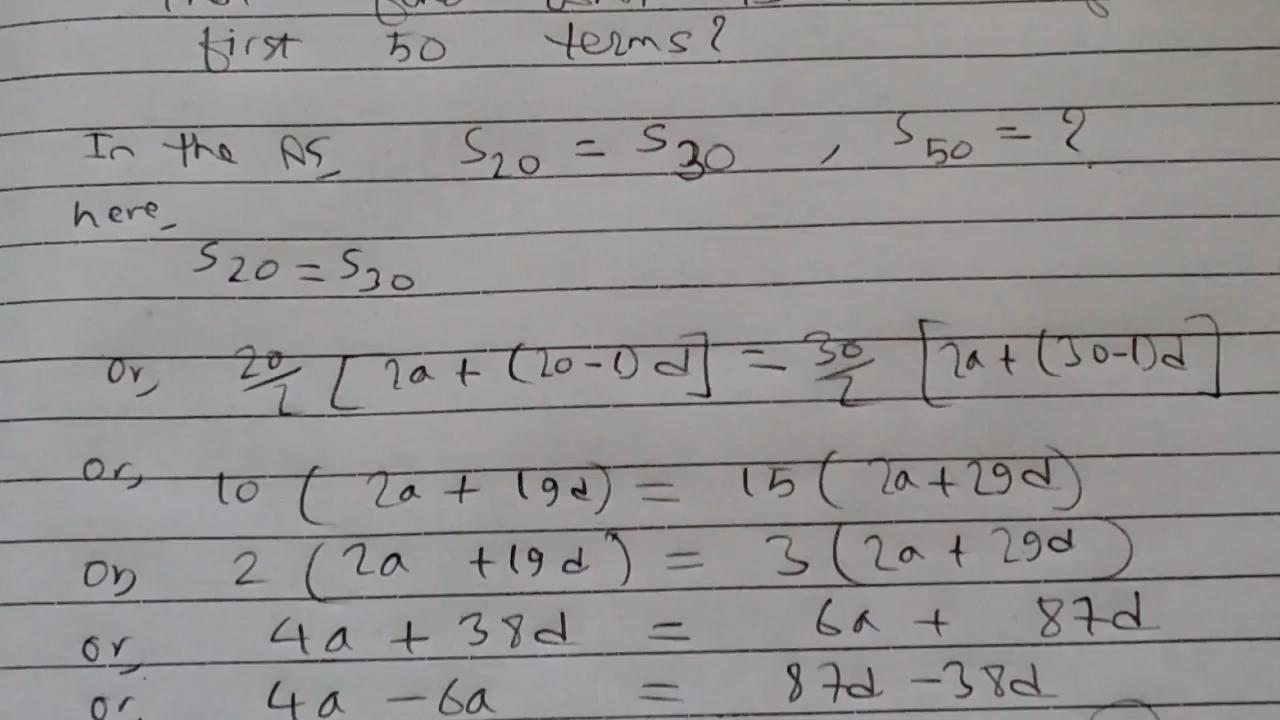 first 50 terms?
In the AS, S20 = S30 , S50 = ?
here,
S20 = S30
or, 20/2 [2a + (20-1)d] = 30/2 [2a + (30-1)d]
or, 10 (2a + 19d) = 15 (2a + 29d)
or, 2 (2a + 19d) = 3 (2a + 29d)
or, 4a + 38d = 6a + 87d
or, 4a - 6a = 87d - 38d